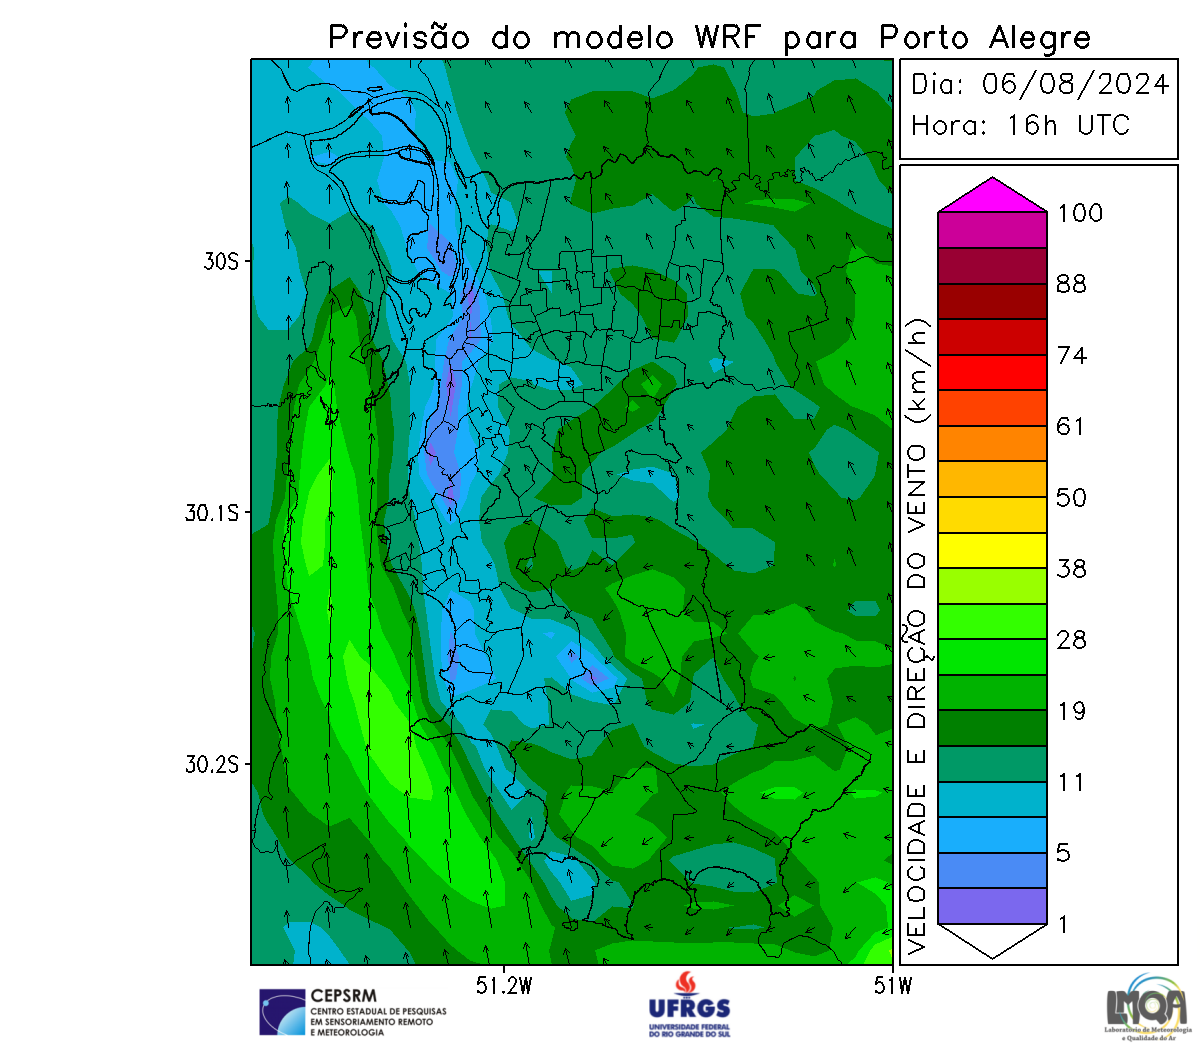 Previsão do modelo WRF para Porto Alegre
Dia: 06/08/2024
Hora: 16h UTC
30S
30.1S
30.2S
51.2W
51W
VELOCIDADE E DIREÇÃO DO VENTO (km/h)
100
88
74
61
50
38
28
19
11
5
1
CEPSRM
CENTRO ESTADUAL DE PESQUISAS
EM SENSORIAMENTO REMOTO
E METEOROLOGIA
UFRGS
UNIVERSIDADE FEDERAL
DO RIO GRANDE DO SUL
LMQA
Laboratório de Meteorologia
e Qualidade do Ar